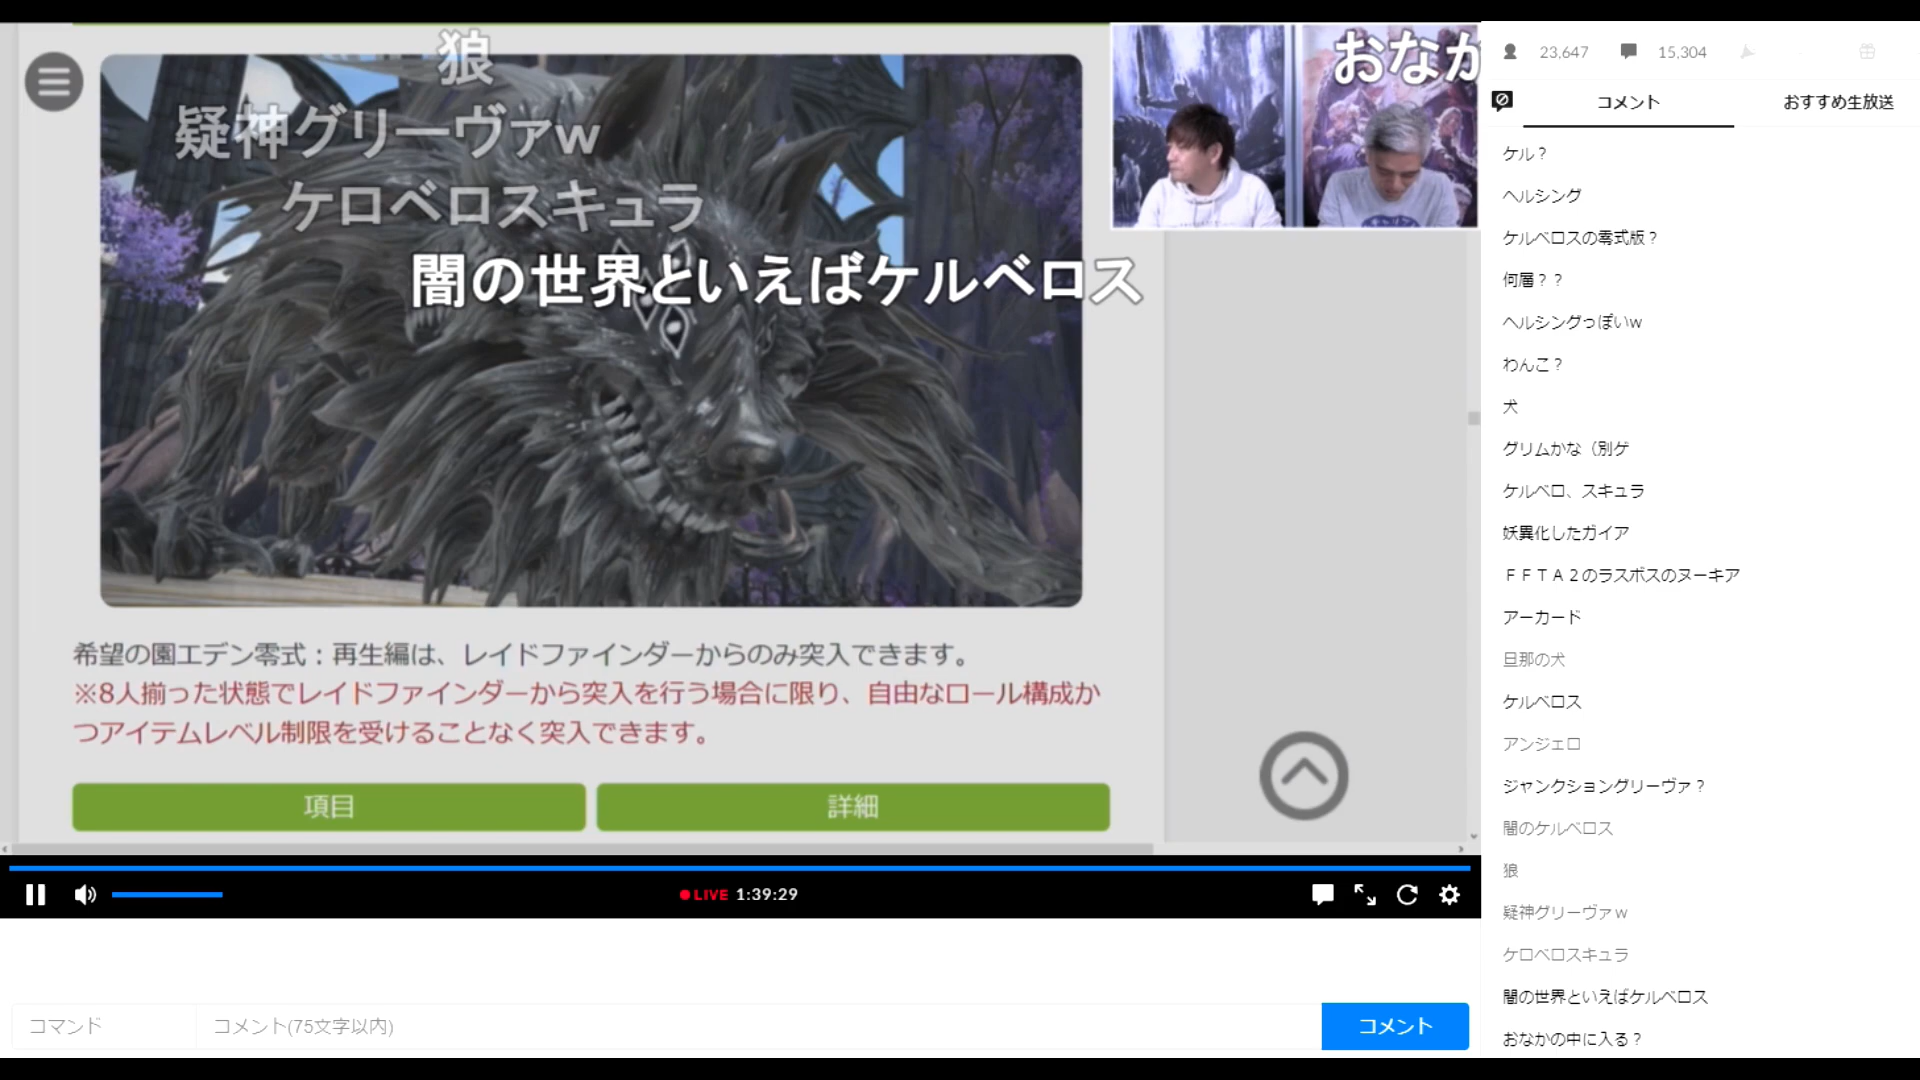 狼
疑神グリーヴァw
ケロベロスキュラ
闇の世界といえばケルベロス
おなか
希望の園エデン零式：再生編は、レイドファインダーからのみ突入できます。
※8人揃った状態でレイドファインダーから突入を行う場合に限り、自由なロール構成か
つアイテムレベル制限を受けることなく突入できます。
項目
詳細
LIVE 1:39:29
コマンド
コメント(75文字以内)
コメント
23,647
15,304
コメント
おすすめ生放送
ケル？
ヘルシング
ケルベロスの零式版？
何層？？
ヘルシングっぽいw
わんこ？
犬
グリムかな（別ゲ
ケルベロ、スキュラ
妖異化したガイア
ＦＦＴＡ２のラスボスのヌーキア
アーカード
旦那の犬
ケルベロス
アンジェロ
ジャンクショングリーヴァ？
闇のケルベロス
狼
疑神グリーヴァｗ
ケロベロスキュラ
闇の世界といえばケルベロス
おなかの中に入る？